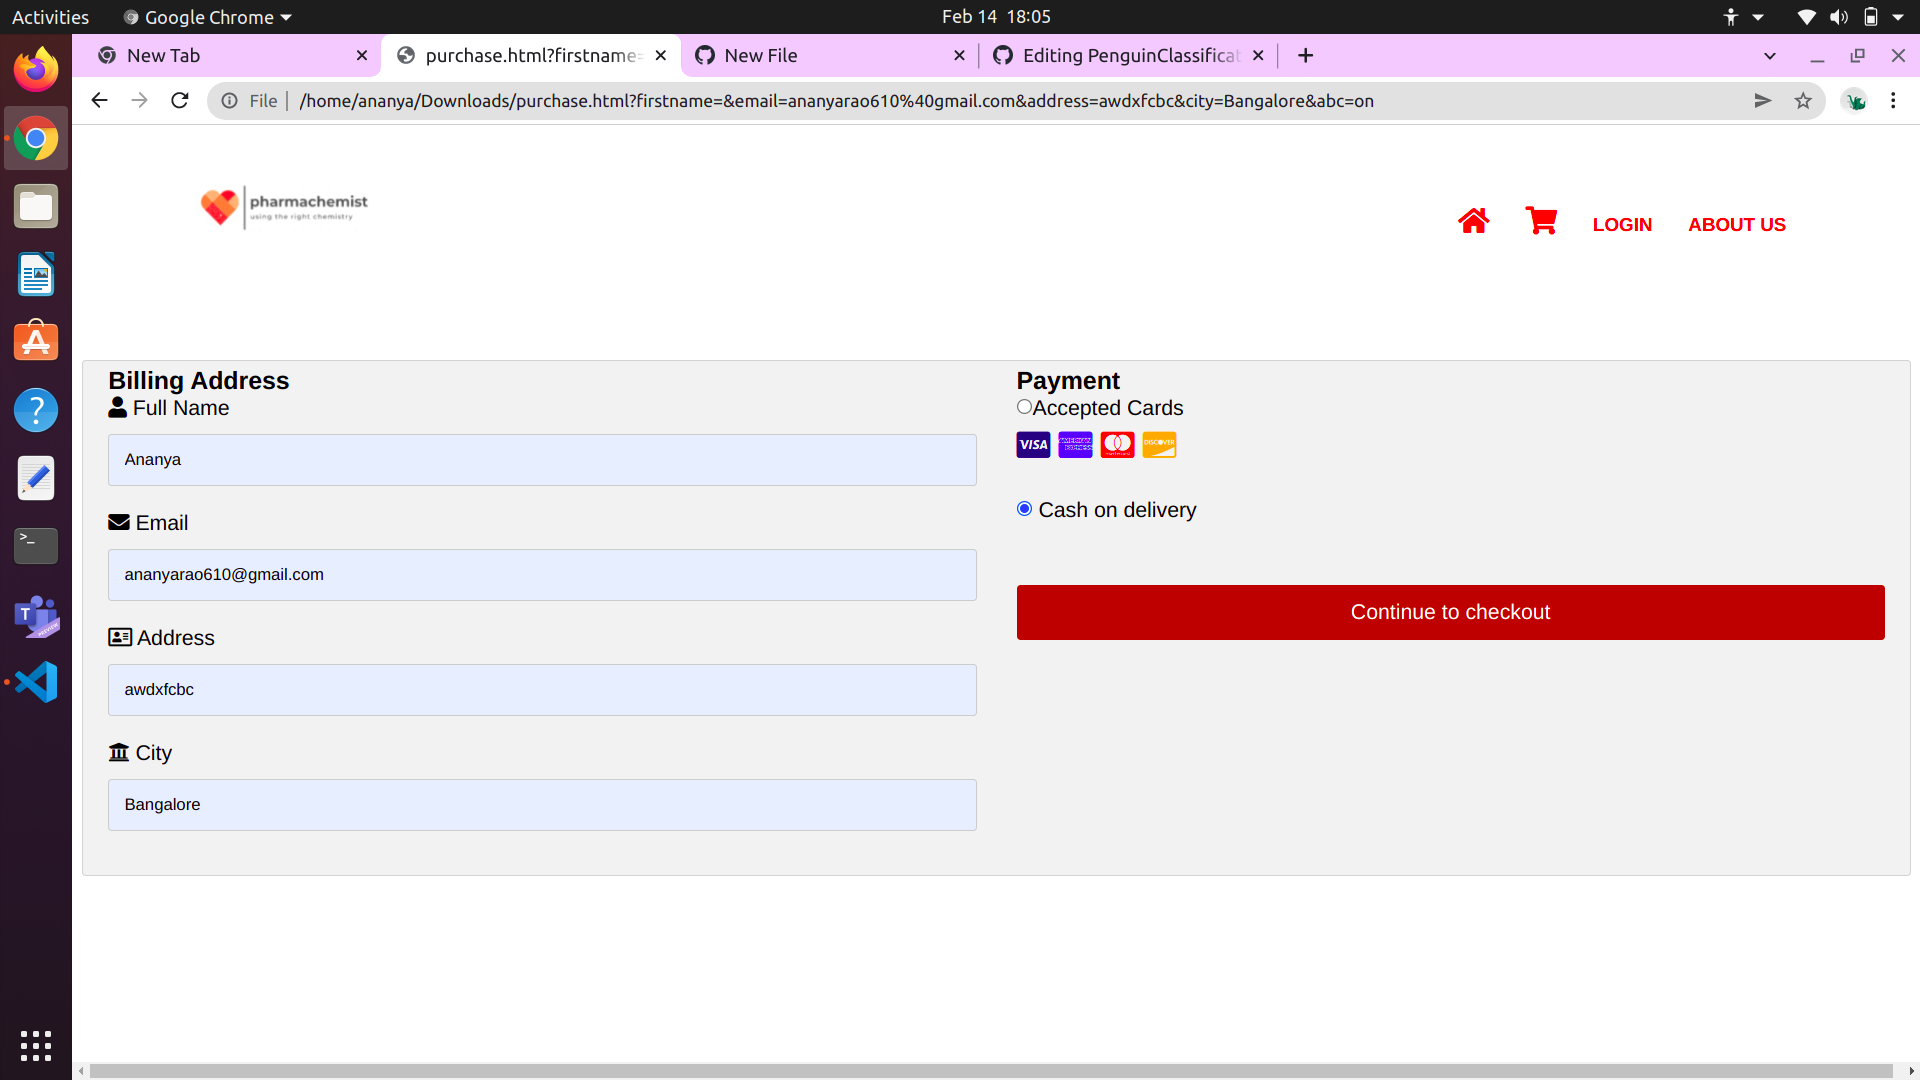 Activities
Google Chrome
Feb 14 18:05
New Tab
purchase.html?firstname=
New File
Editing PenguinClassificat
File
/home/ananya/Downloads/purchase.html?firstname=&email=ananyarao610%40gmail.com&address=awdxfcbc&city=Bangalore&abc=on
pharmachemist
using the right chemistry
LOGIN
ABOUT US
Billing Address
Full Name
Ananya
Email
ananyarao610@gmail.com
Address
awdxfcbc
City
Bangalore
Payment
Accepted Cards
VISA AMERICAN EXPRESS mastercard DISCOVER
Cash on delivery
Continue to checkout